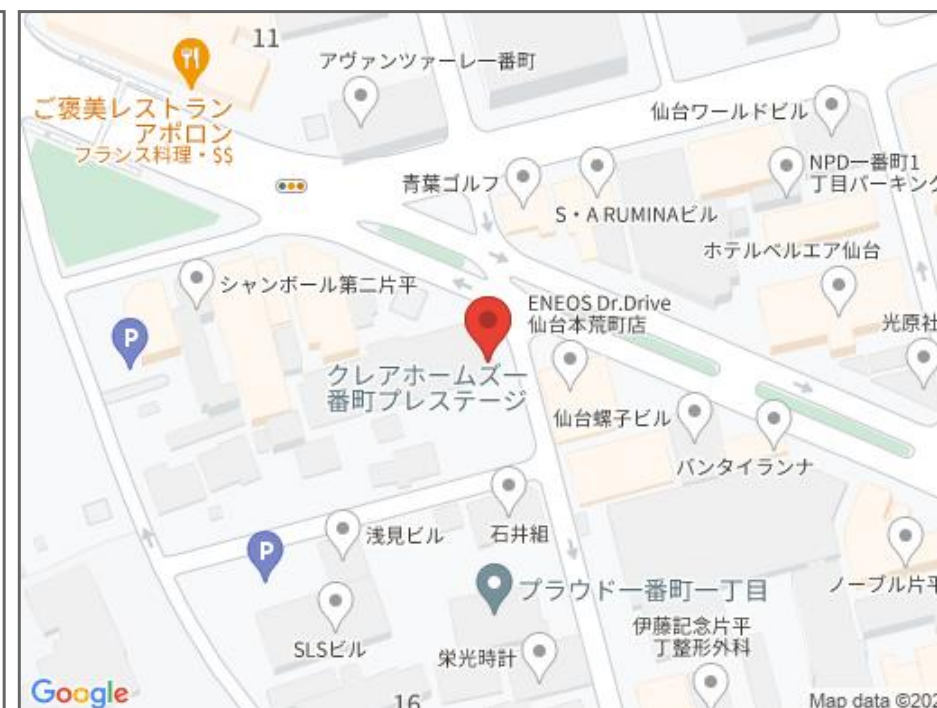 11
アヴァンツァーレ一番町
ご褒美レストラン
アポロン
フランス料理・$$
仙台ワールドビル
青葉ゴルフ
S・A RUMINAビル
NPD一番町1
丁目パーキング
ホテルベルエア仙台
シャンボール第二片平
P
ENEOS Dr.Drive
仙台本荒町店
光原社
クレアホームズ一
番町プレステージ
仙台螺子ビル
バンタイランナ
浅見ビル
石井組
P
プラウド一番町一丁目
ノーブル片平
SLSビル
栄光時計
伊藤記念片平
丁整形外科
16
Google
Map data ©202